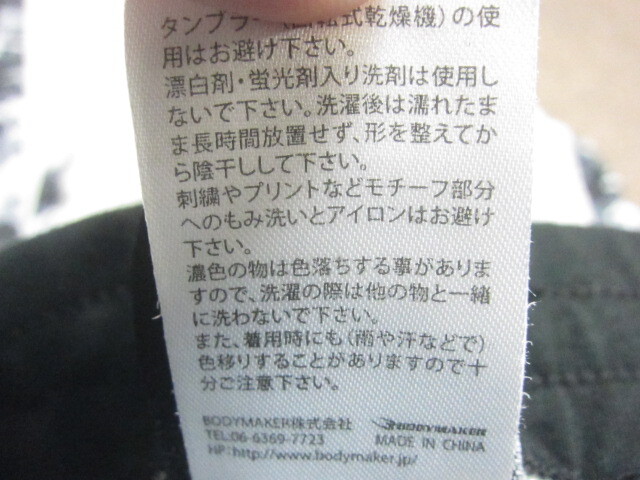 タンブラー(回転式乾燥機)の使
用はお避け下さい。
漂白剤・蛍光剤入り洗剤は使用し
ないで下さい。洗濯後は濡れたま
ま長時間放置せず、形を整えてか
ら陰干しして下さい。
刺繍やプリントなどモチーフ部分
へのもみ洗いとアイロンはお避け
下さい。
濃色の物は色落ちする事がありま
すので、洗濯の際は他の物と一緒
に洗わないで下さい。
また、着用時にも(雨や汗などで)
色移りすることがありますので十
分ご注意下さい。
BODYMAKER株式会社 BODYMAKER
TEL:06-6369-7723 MADE IN CHINA
HP:http://www.bodymaker.jp/